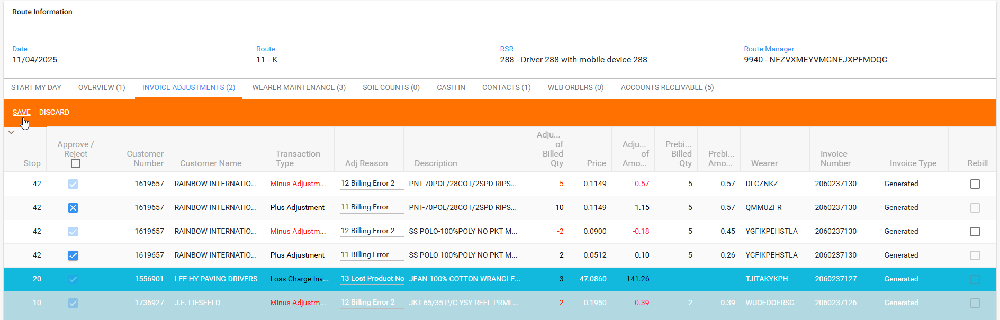 Route Information
Date Route RSR Route Manager
11/04/2025 11 - K 288 - Driver 288 with mobile device 288 9940 - NFZVXMEYVMGNEJXPFMOQC
START MY DAY OVERVIEW (1) INVOICE ADJUSTMENTS (2) WEARER MAINTENANCE (3) SOIL COUNTS (0) CASH IN CONTACTS (1) WEB ORDERS (0) ACCOUNTS RECEIVABLE (5)
SAVE DISCARD
Stop Approve / Reject Customer Number Customer Name Transaction Type Adj Reason Description Adju... of Billed Qty Price Adju... of Amo... Prebi... Billed Qty Prebi... Amo... Wearer Invoice Number Invoice Type Rebill
42 1619657 RAINBOW INTERNATIO... Minus Adjustm... 12 Billing Error 2 PNT-70POL/28COT/2SPD RIPS... -5 0.1149 -0.57 5 0.57 DLCZNKZ 2060237130 Generated
42 1619657 RAINBOW INTERNATIO... Plus Adjustment 11 Billing Error PNT-70POL/28COT/2SPD RIPS... 10 0.1149 1.15 5 0.57 QMMUZFR 2060237130 Generated
42 1619657 RAINBOW INTERNATIO... Minus Adjustm... 12 Billing Error 2 SS POLO-100%POLY NO PKT M... -2 0.0900 -0.18 5 0.45 YGFIKPEHSTLA 2060237130 Generated
42 1619657 RAINBOW INTERNATIO... Plus Adjustment 11 Billing Error SS POLO-100%POLY NO PKT M... 2 0.0512 0.10 5 0.26 YGFIKPEHSTLA 2060237130 Generated
20 1556901 LEE HY PAVING-DRIVERS Loss Charge Inv... 13 Lost Product No JEAN-100% COTTON WRANGLE... 3 47.0860 141.26 TJITAKYKPH 2060237127 Generated
10 1736927 J.E. LIESFELD Minus Adjustm... 12 Billing Error 2 JKT-65/35 P/C YSY REFL-PRML... -2 0.1950 -0.39 2 0.39 WUOEDOFRSG 2060237126 Generated